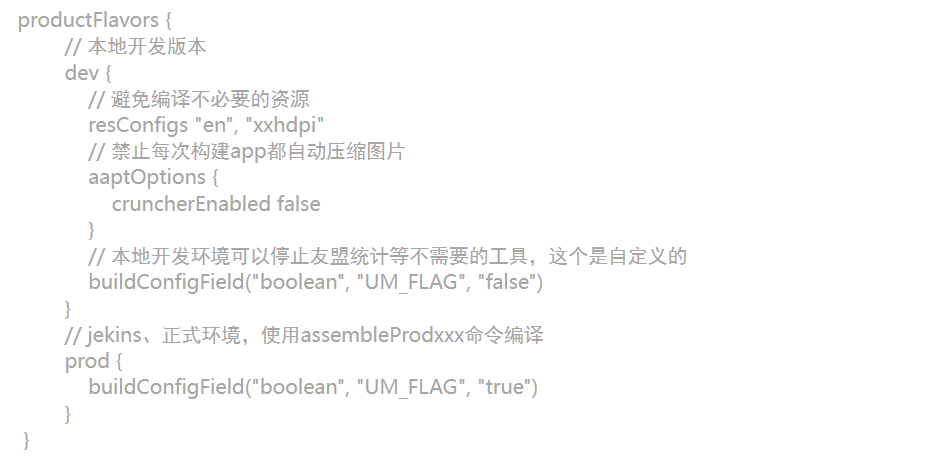 productFlavors {
// 本地开发版本
dev {
// 避免编译不必要的资源
resConfigs "en", "xxhdpi"
// 禁止每次构建app都自动压缩图片
aaptOptions {
cruncherEnabled false
}
// 本地开发环境可以停止友盟统计等不需要的工具，这个是自定义的
buildConfigField("boolean", "UM_FLAG", "false")
}
// jekins、正式环境，使用assembleProdxxx命令编译
prod {
buildConfigField("boolean", "UM_FLAG", "true")
}
}